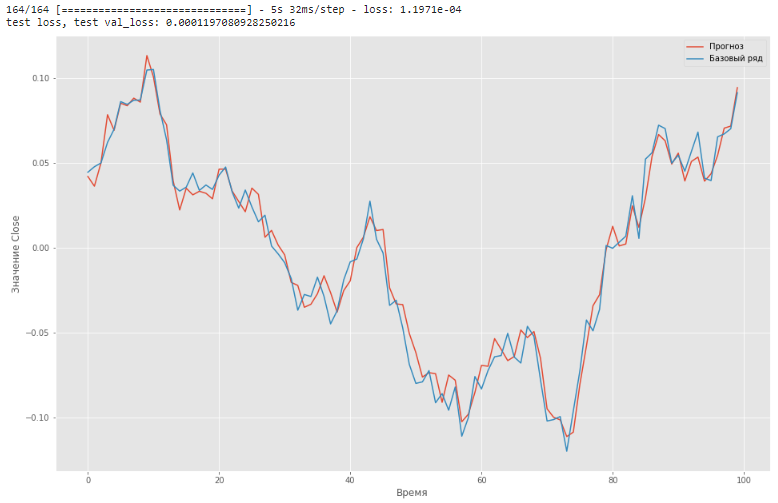 164/164 [==============================] - 5s 32ms/step - loss: 1.1971e-04
test loss, test val_loss: 0.0001197080928250216
Прогноз
Базовый ряд
0.10
0.05
0.00
−0.05
−0.10
Значение Close
0
20
40
60
80
100
Время